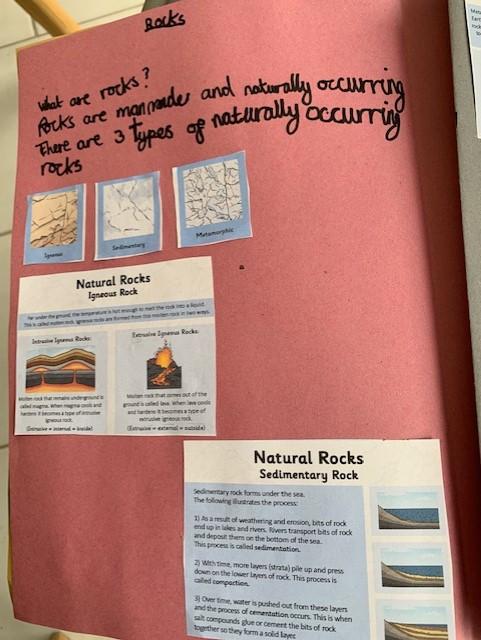 Rocks
What are rocks?
Rocks are manmade and naturally occurring
There are 3 types of naturally occurring
rocks
Igneous
Sedimentary
Metamorphic
Natural Rocks
Igneous Rock
Far under the ground, the temperature is hot enough to melt the rock into a liquid.
This is called molten rock. Igneous rocks are formed from this molten rock in two ways.
Intrusive Igneous Rocks:
Molten rock that remains underground is
called magma. When magma cools and
hardens it becomes a type of intrusive
igneous rock.
(Intrusive = internal = inside)
Extrusive Igneous Rocks:
Molten rock that comes out of the
ground is called lava. When lava cools
and hardens it becomes a type of
extrusive igneous rock.
(Extrusive = external = outside)
Natural Rocks
Sedimentary Rock
Sedimentary rock forms under the sea.
The following illustrates the process:
1) As a result of weathering and erosion, bits of rock
end up in lakes and rivers. Rivers transport bits of rock
and deposit them on the bottom of the sea.
This process is called sedimentation.
2) With time, more layers (strata) pile up and press
down on the lower layers of rock. This process is
called compaction.
3) Over time, water is pushed out from these layers
and the process of cementation occurs. This is when
salt compounds glue or cement the bits of rock
together so they form a solid layer.